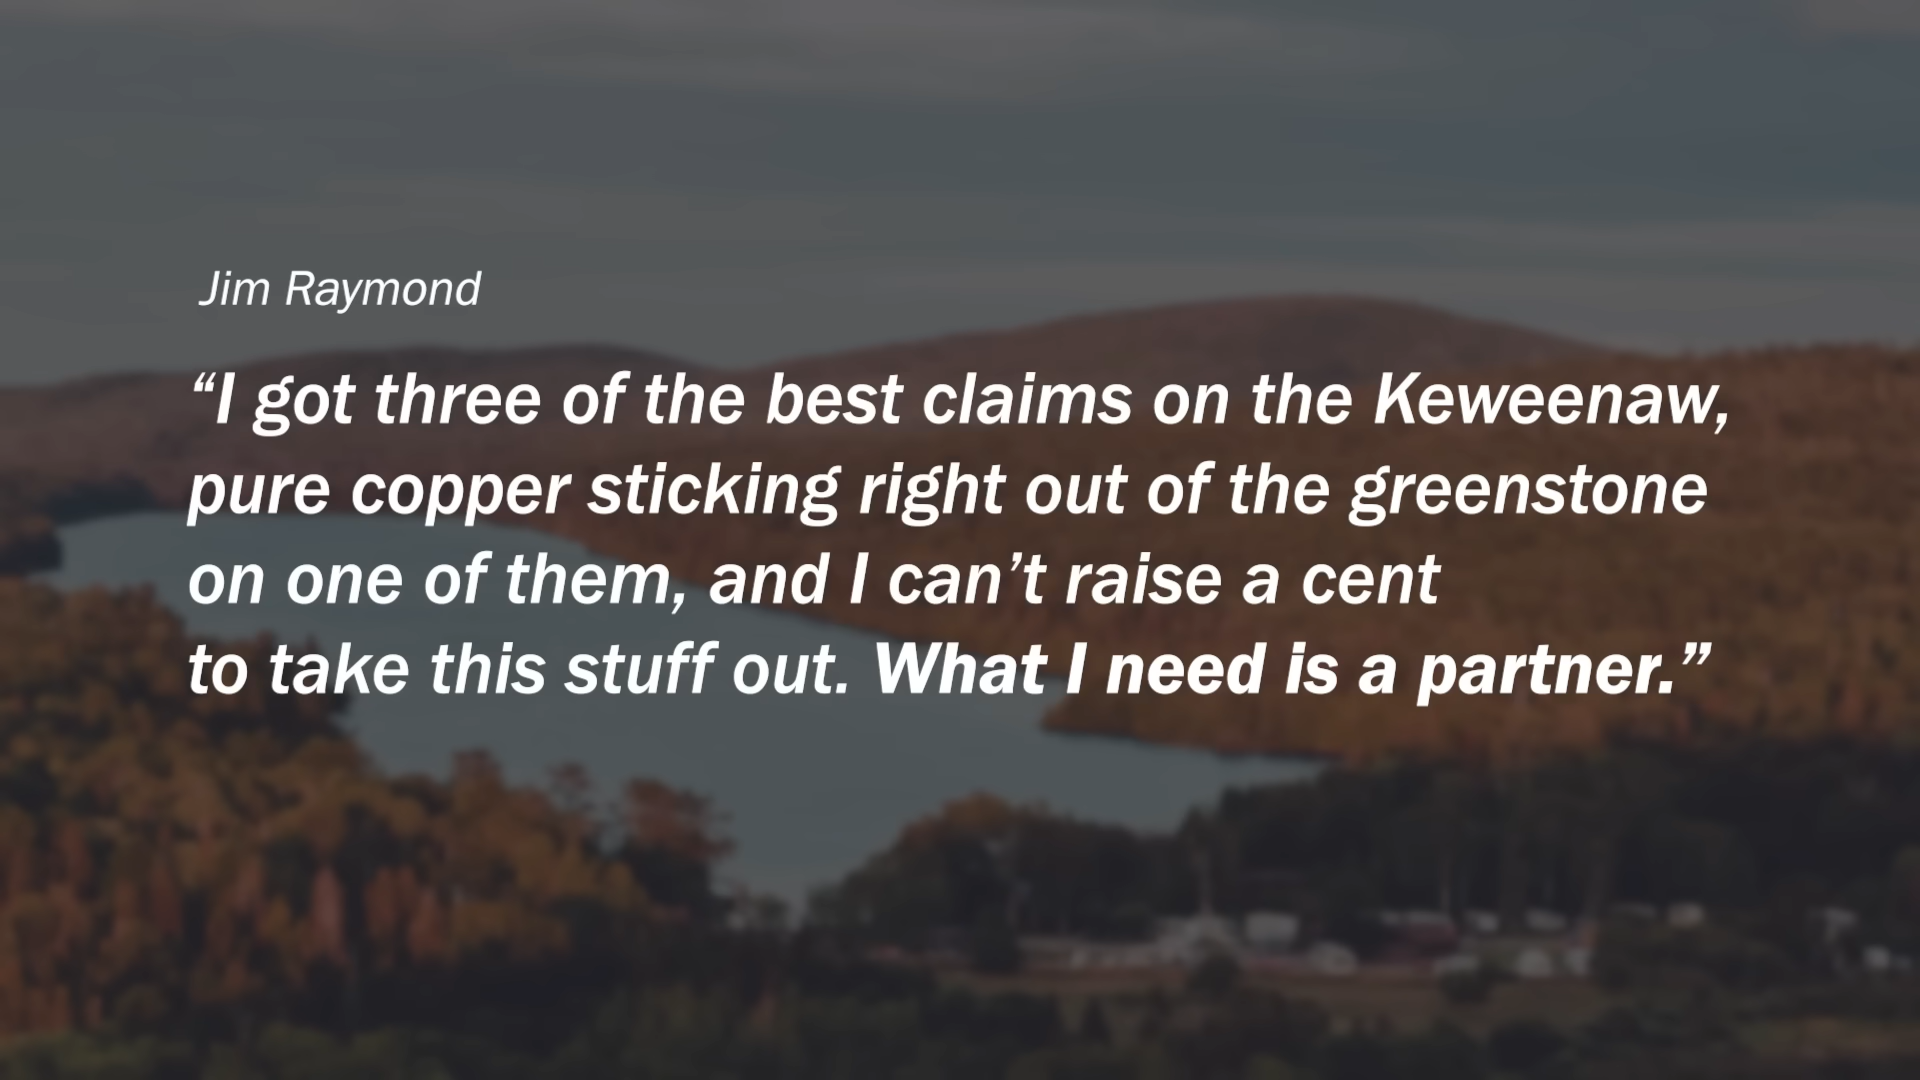 Jim Raymond
“I got three of the best claims on the Keweenaw,
pure copper sticking right out of the greenstone
on one of them, and I can’t raise a cent
to take this stuff out. What I need is a partner.”